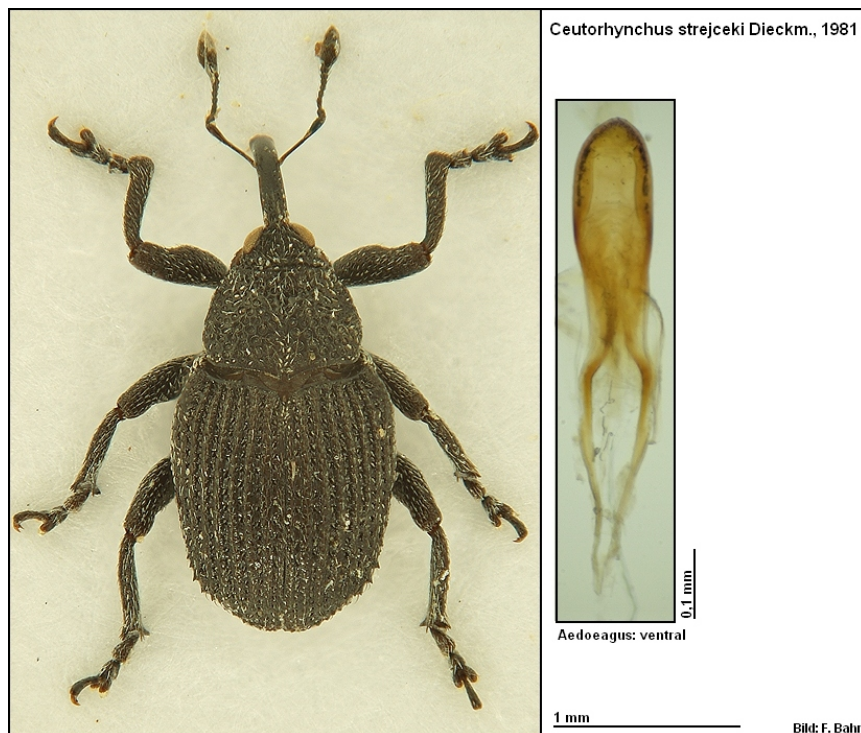 Ceutorhynchus strejceki Dieckm., 1981
0,1 mm
Aedoeagus: ventral
1 mm
Bild: F. Bahr